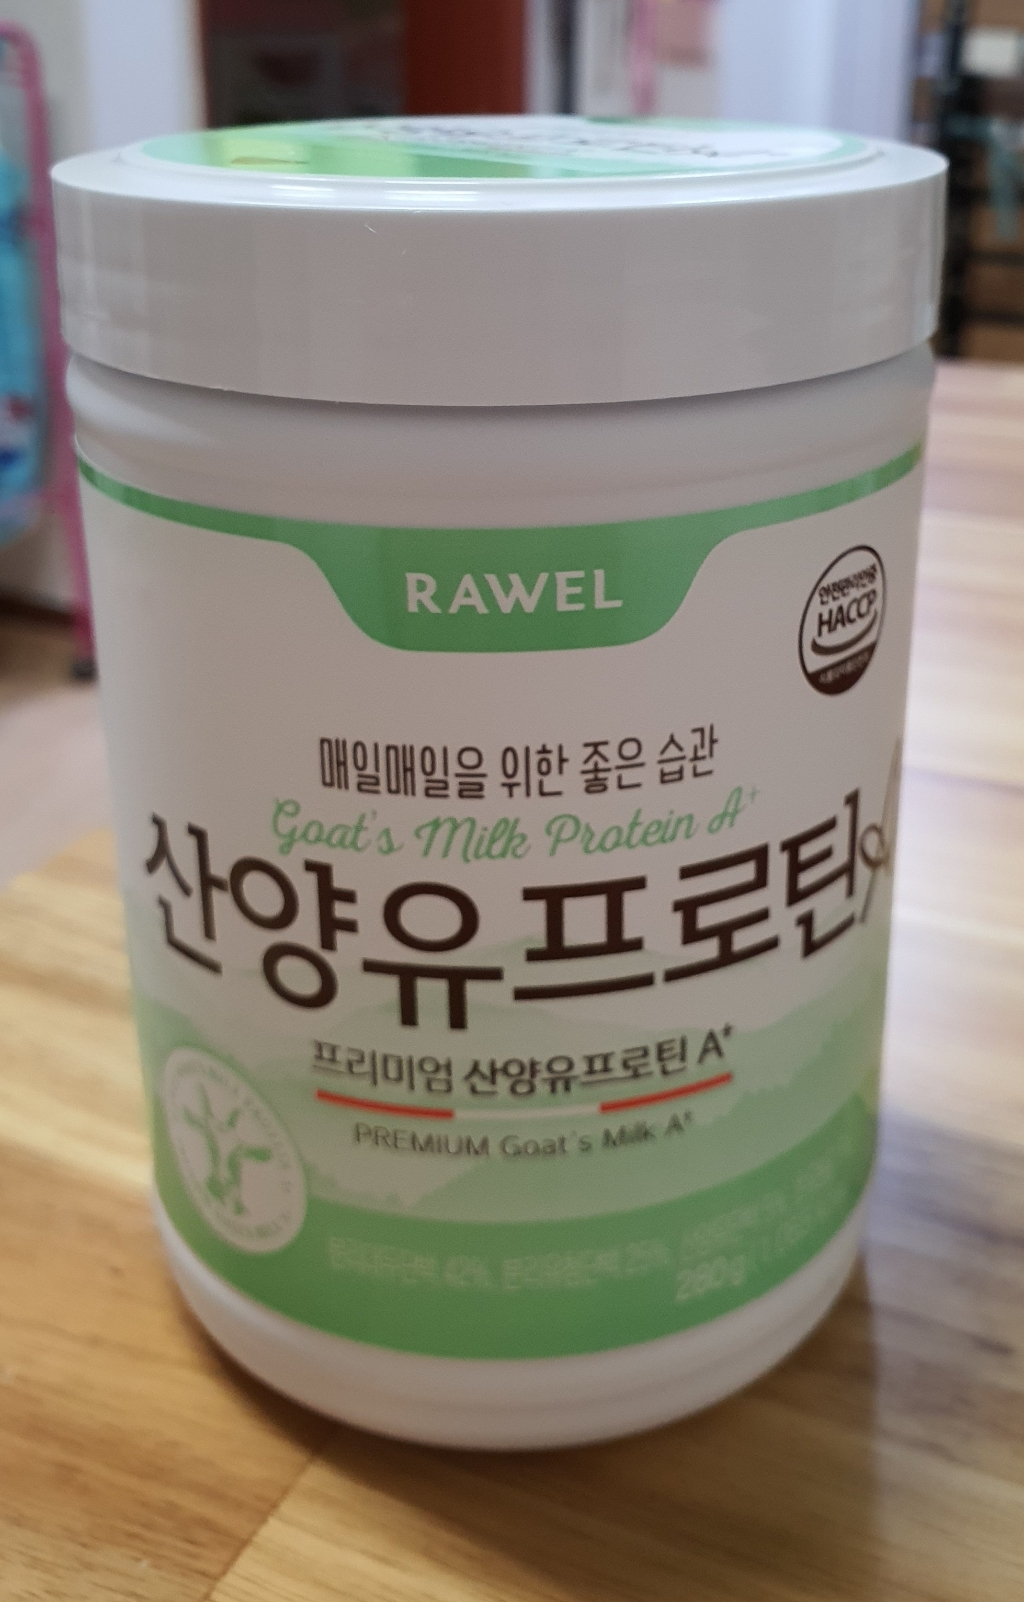 RAWEL
안전관리인증
HACCP
매일매일을 위한 좋은 습관
Goat's Milk Protein A⁺
산양유프로틴
프리미엄 산양유프로틴 A⁺
PREMIUM Goat's Milk A⁺
280g